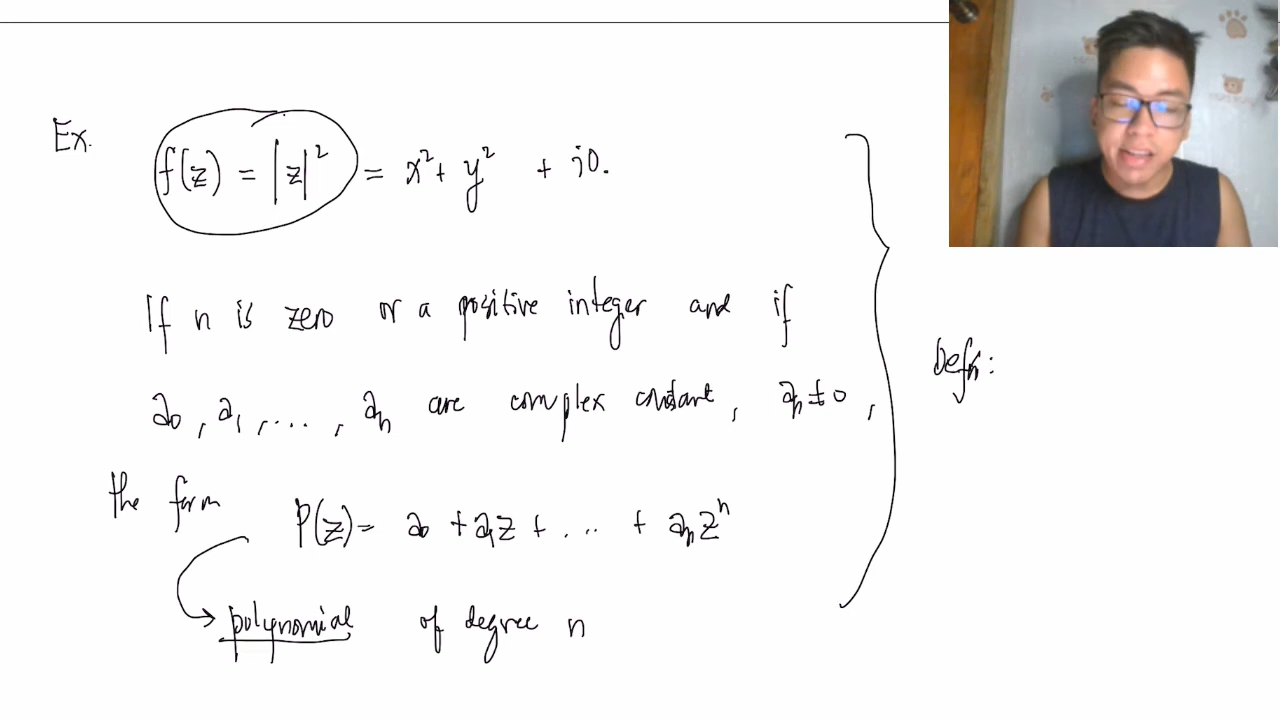 Ex. f(z) = |z|² = x² + y² + i0.
If n is zero or a positive integer and if
a₀, a₁, ..., aₙ are complex constant, aₙ ≠ 0,
the form P(z) = a₀ + a₁z + ... + aₙzⁿ
polynomial of degree n
Defn: